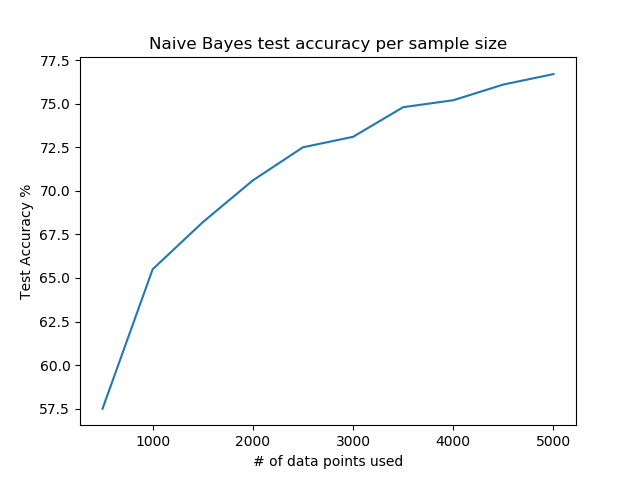 Naive Bayes test accuracy per sample size
77.5
75.0
72.5
70.0
67.5
65.0
62.5
60.0
57.5
Test Accuracy %
1000 2000 3000 4000 5000
# of data points used